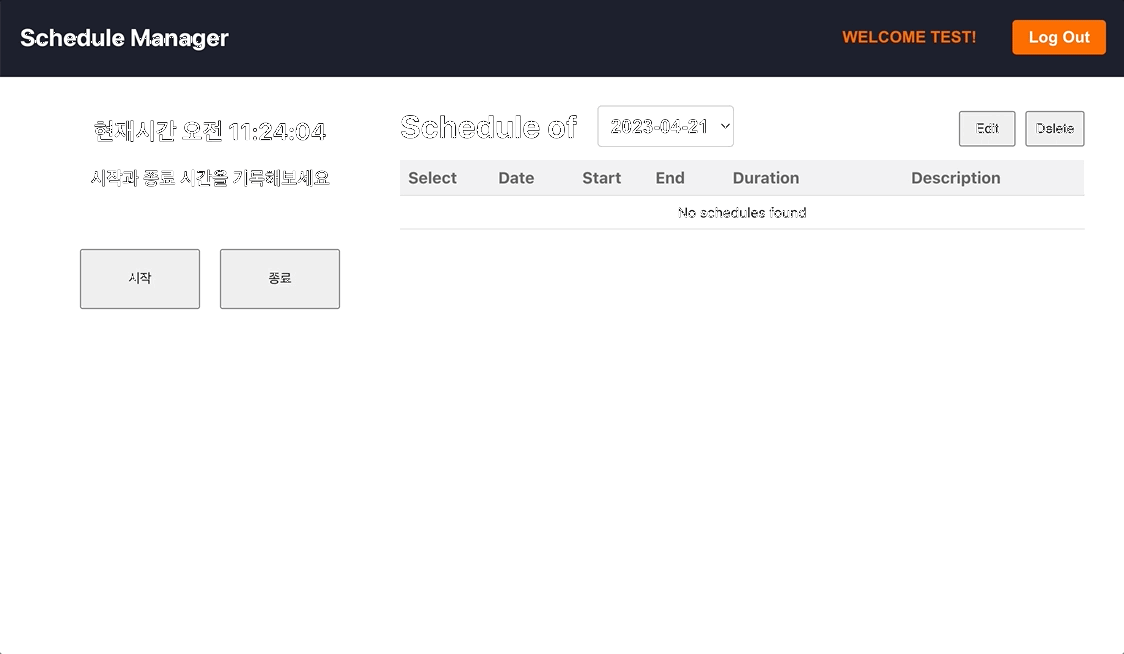 Schedule Manager
WELCOME TEST!
Log Out
현재시간 오전 11:24:04
시작과 종료 시간을 기록해보세요
시작
종료
Schedule of
2023-04-21
Edit
Delete
Select Date Start End Duration Description
No schedules found